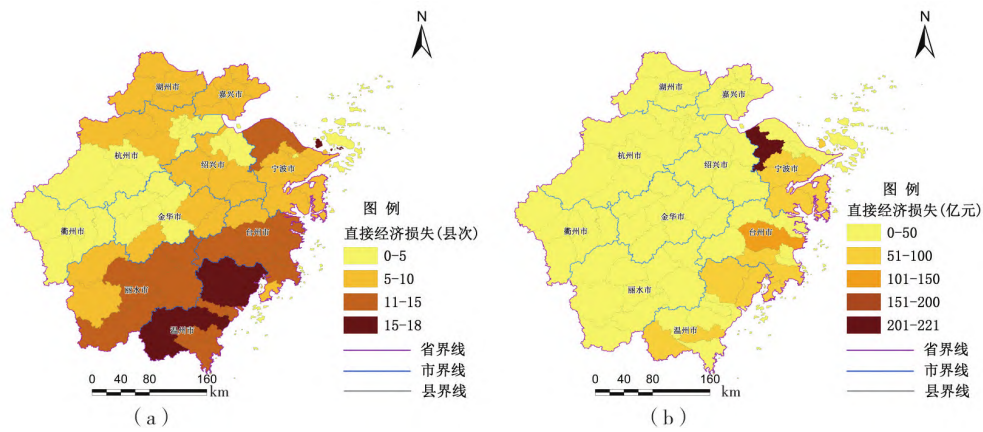 N
湖州市
嘉兴市
杭州市
绍兴市
宁波市
金华市
衢州市
台州市
丽水市
温州市
图 例
直接经济损失(县次)
0-5
5-10
11-15
15-18
省界线
市界线
县界线
0 40 80 160
km
(a)
N
湖州市
嘉兴市
杭州市
绍兴市
宁波市
金华市
衢州市
台州市
丽水市
温州市
图 例
直接经济损失(亿元)
0-50
51-100
101-150
151-200
201-221
省界线
市界线
县界线
0 40 80 160
km
(b)